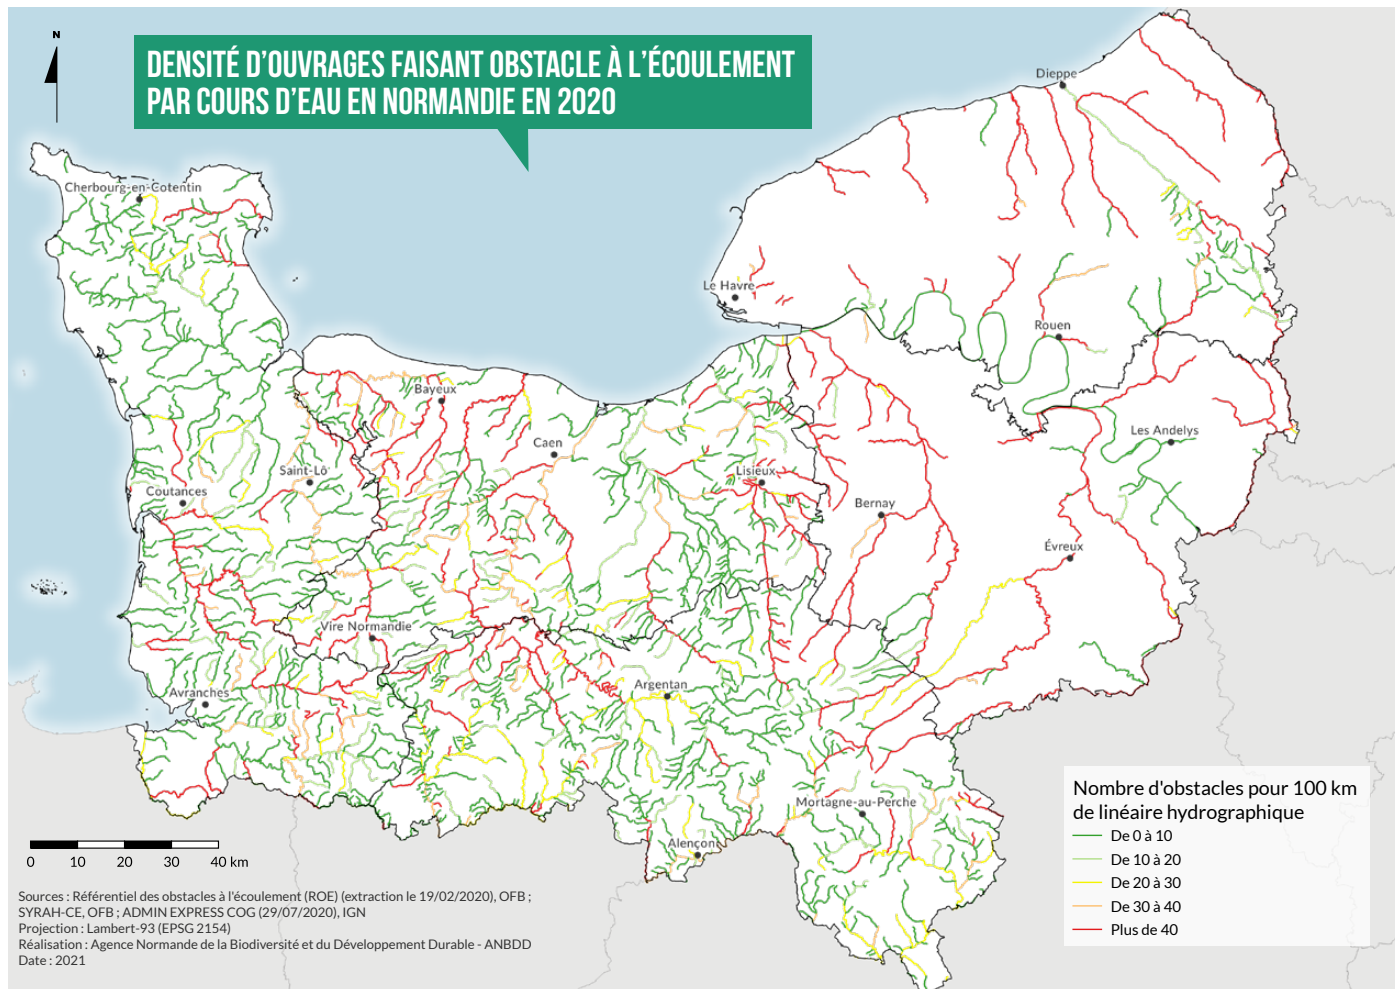 N
DENSITÉ D'OUVRAGES FAISANT OBSTACLE À L'ÉCOULEMENT
PAR COURS D'EAU EN NORMANDIE EN 2020
Dieppe
Cherbourg-en-Cotentin
Le Havre
Rouen
Bayeux
Caen
Les Andelys
Saint-Lô
Lisieux
Coutances
Bernay
Évreux
Vire Normandie
Argentan
Avranches
Mortagne-au-Perche
Alençon
Nombre d'obstacles pour 100 km
de linéaire hydrographique
De 0 à 10
De 10 à 20
De 20 à 30
De 30 à 40
Plus de 40
0 10 20 30 40 km
Sources : Référentiel des obstacles à l'écoulement (ROE) (extraction le 19/02/2020), OFB ;
SYRAH-CE, OFB ; ADMIN EXPRESS COG (29/07/2020), IGN
Projection : Lambert-93 (EPSG 2154)
Réalisation : Agence Normande de la Biodiversité et du Développement Durable - ANBDD
Date : 2021